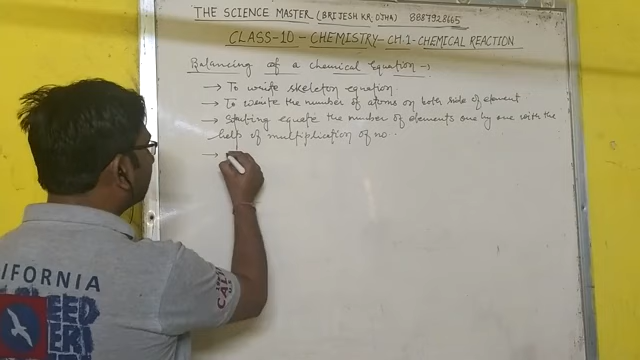 THE SCIENCE MASTER (BRIJESH KR. OJHA) 8887928665
CLASS-10 - CHEMISTRY - CH.1 - CHEMICAL REACTION
Balancing of a chemical Equation -
→ To write skeleton equation
→ To write the number of atoms on both side of element
→ Starting equate the number of elements one by one with the
help of multiplication of no.
→
IFORNIA